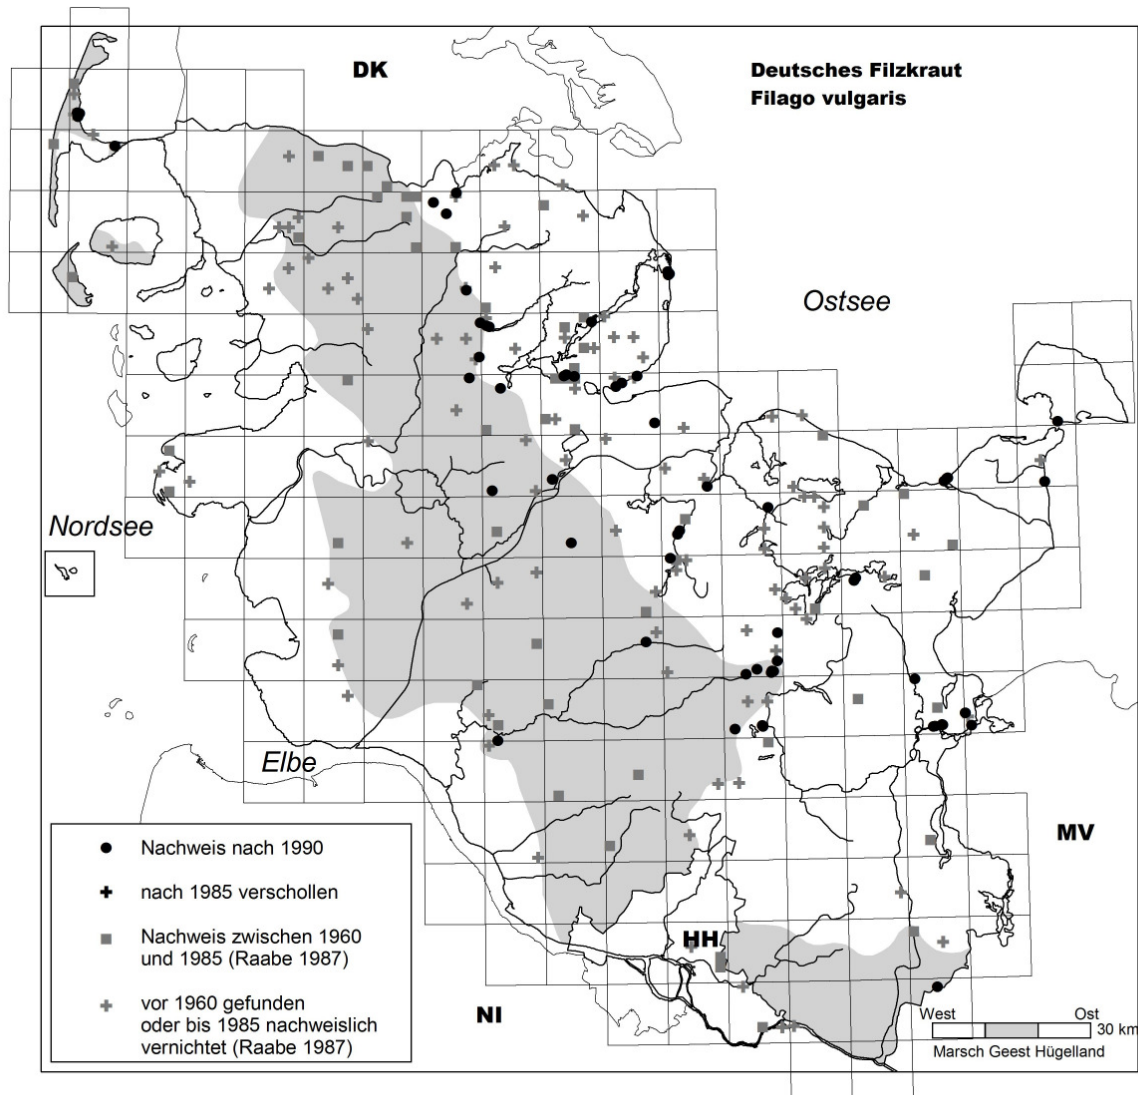 DK
Deutsches Filzkraut
Filago vulgaris
Ostsee
Nordsee
Elbe
MV
HH
NI
Nachweis nach 1990
nach 1985 verschollen
Nachweis zwischen 1960
und 1985 (Raabe 1987)
vor 1960 gefunden
oder bis 1985 nachweislich
vernichtet (Raabe 1987)
West Ost
30 km
Marsch Geest Hügelland